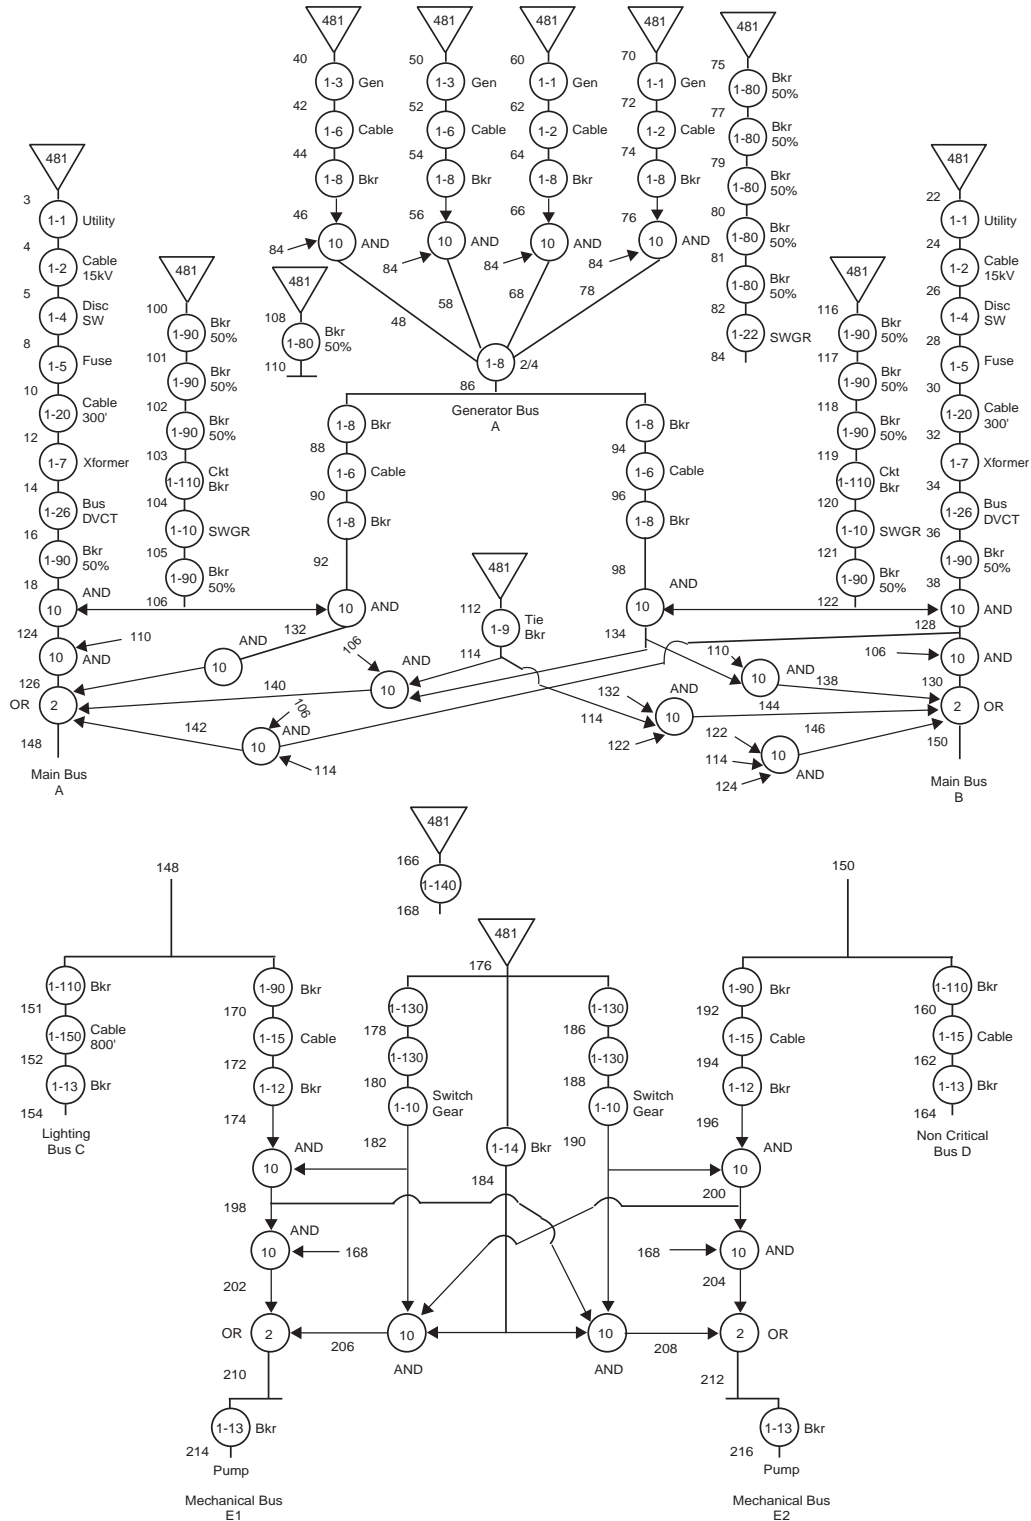 481 481 481 481 481
40 50 60 70 75
1-3 Gen 1-3 Gen 1-1 Gen 1-1 Gen 1-80 Bkr
50%
42 52 62 72 77
1-6 Cable 1-6 Cable 1-2 Cable 1-2 Cable 1-80 Bkr
50%
44 54 64 74 79
1-8 Bkr 1-8 Bkr 1-8 Bkr 1-8 Bkr 1-80 Bkr
50%
46 56 66 76 80
10 AND 10 AND 10 AND 10 AND 1-80 Bkr
50%
84 84 84 84 81
1-80 Bkr
50%
82
1-22 SWGR
84
481
108
1-80 Bkr
50%
110
48 58 68 78
1-8 2/4
86
Generator Bus
A
481
3
1-1 Utility
4
1-2 Cable
15kV
5
1-4 Disc
SW
8
1-5 Fuse
10
1-20 Cable
300'
12
1-7 Xformer
14
1-26 Bus
DVCT
16
1-90 Bkr
50%
18
10 AND
124
10 AND
110
126
OR 2
148
Main Bus
A
481
100
1-90 Bkr
50%
101
1-90 Bkr
50%
102
1-90 Bkr
50%
103
1-110 Ckt
Bkr
104
1-10 SWGR
105
1-90 Bkr
50%
106
1-8 Bkr
88
1-6 Cable
90
1-8 Bkr
92
10 AND
132
AND
10
1-8 Bkr
94
1-6 Cable
96
1-8 Bkr
98
AND
10
134
481
112
1-9 Tie
Bkr
114
106
AND
10
140
106
AND
10
142
114
132
AND
10
114
122
144
110
AND
10
138
122
114
124
10
AND
146
481
116
1-90 Bkr
50%
117
1-90 Bkr
50%
118
1-90 Bkr
50%
119
1-110 Ckt
Bkr
120
1-10 SWGR
121
1-90 Bkr
50%
122
481
22
1-1 Utility
24
1-2 Cable
15kV
26
1-4 Disc
SW
28
1-5 Fuse
30
1-20 Cable
300'
32
1-7 Xformer
34
1-26 Bus
DVCT
36
1-90 Bkr
50%
38
10 AND
128
106
10 AND
130
2 OR
150
Main Bus
B
481
166
1-140
168
148
1-110 Bkr
151
1-150 Cable
800'
152
1-13 Bkr
154
Lighting
Bus C
1-90 Bkr
170
1-15 Cable
172
1-12 Bkr
174
AND
10
198
AND
10 168
202
OR 2
210
1-13 Bkr
214
Pump
Mechanical Bus
E1
481
176
1-130
178
1-130
180
1-10 Switch
Gear
182
1-14 Bkr
184
1-130
186
1-130
188
1-10 Switch
Gear
190
206
10
AND
10
AND
208
150
1-90 Bkr
192
1-15 Cable
194
1-12 Bkr
196
AND
10
200
168 10 AND
204
2 OR
212
1-13 Bkr
216
Pump
Mechanical Bus
E2
1-110 Bkr
160
1-15 Cable
162
1-13 Bkr
164
Non Critical
Bus D